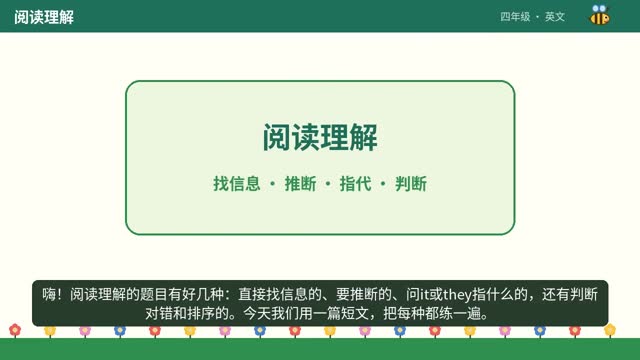 阅读理解
四年级 · 英文
阅读理解
找信息 · 推断 · 指代 · 判断
嗨！阅读理解的题目有好几种：直接找信息的、要推断的、问it或they指什么的，还有判断
对错和排序的。今天我们用一篇短文，把每种都练一遍。